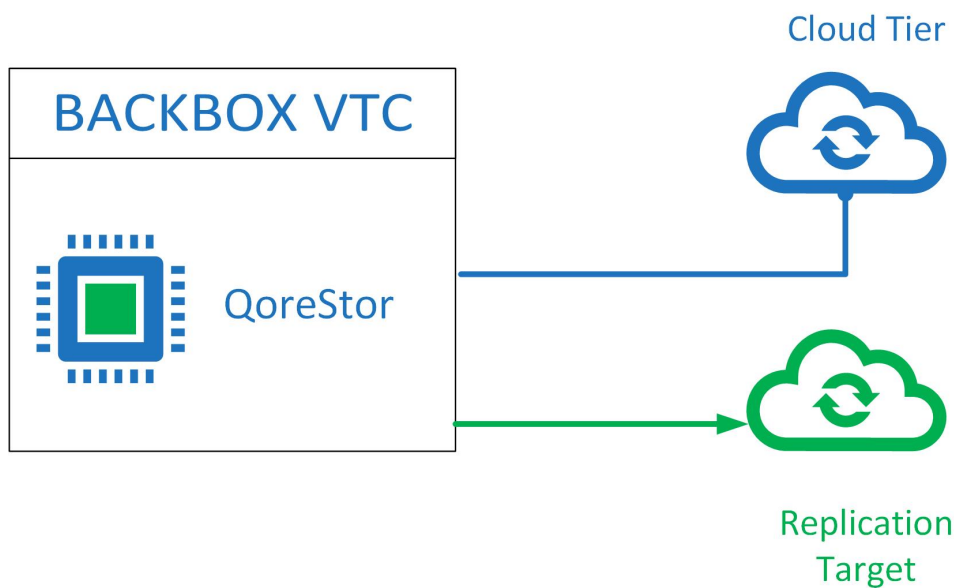 Cloud Tier
BACKBOX VTC
QoreStor
Replication
Target